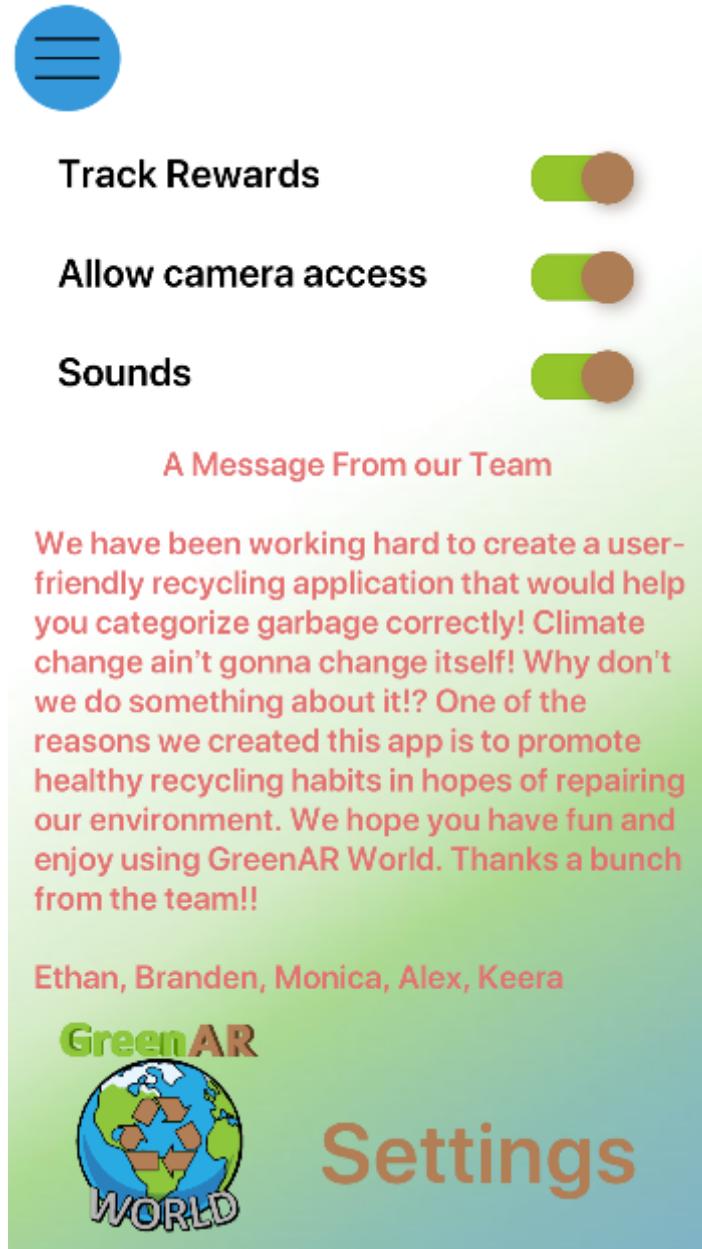 Track Rewards
Allow camera access
Sounds
A Message From our Team
We have been working hard to create a user-
friendly recycling application that would help
you categorize garbage correctly! Climate
change ain't gonna change itself! Why don't
we do something about it!? One of the
reasons we created this app is to promote
healthy recycling habits in hopes of repairing
our environment. We hope you have fun and
enjoy using GreenAR World. Thanks a bunch
from the team!!
Ethan, Branden, Monica, Alex, Keera
GreenAR
WORLD
Settings